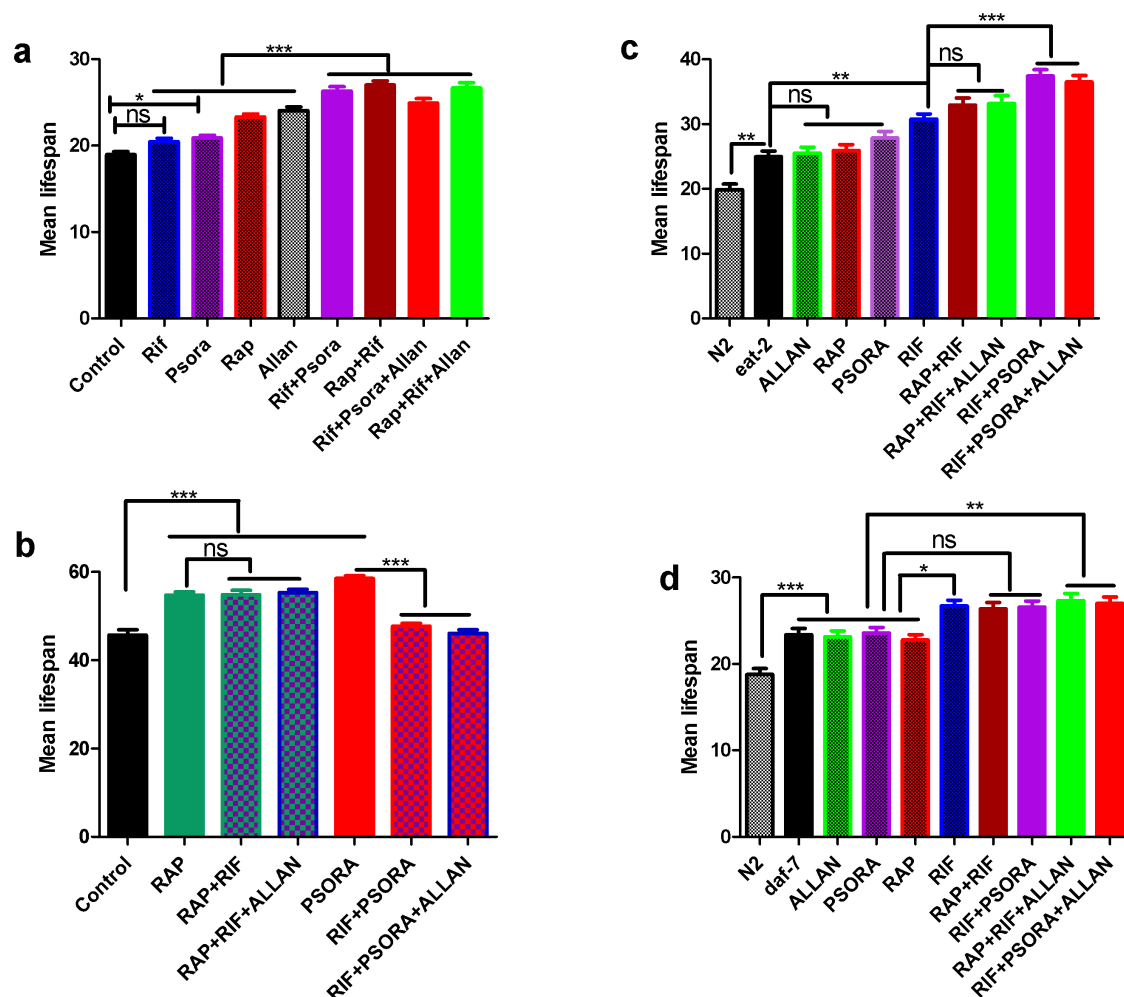 a
Mean lifespan
30
20
10
0
***
*
ns
Control
Rif
Psora
Rap
Allan
Rif+Psora
Rap+Rif
Rif+Psora+Allan
Rap+Rif+Allan
c
Mean lifespan
40
30
20
10
0
***
ns
**
ns
**
N2
eat-2
ALLAN
RAP
PSORA
RIF
RAP+RIF
RAP+RIF+ALLAN
RIF+PSORA
RIF+PSORA+ALLAN
b
Mean lifespan
60
40
20
0
***
ns
***
Control
RAP
RAP+RIF
RAP+RIF+ALLAN
PSORA
RIF+PSORA
RIF+PSORA+ALLAN
d
Mean lifespan
30
20
10
0
**
ns
*
***
N2
daf-7
ALLAN
PSORA
RAP
RIF
RAP+RIF
RIF+PSORA
RAP+RIF+ALLAN
RIF+PSORA+ALLAN